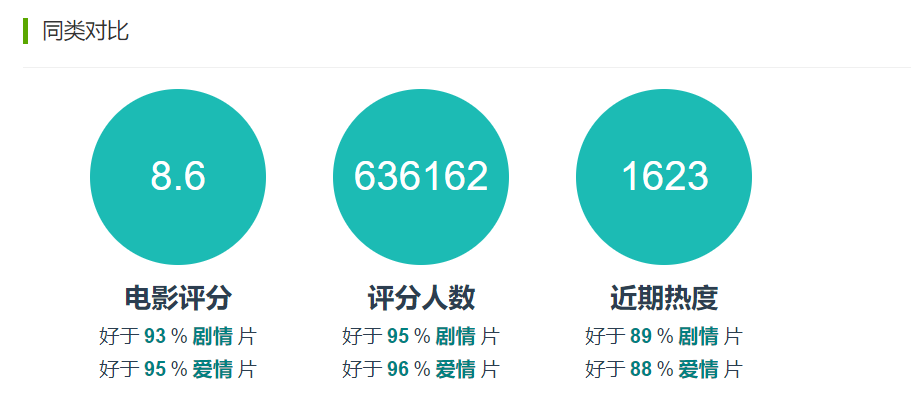 同类对比
8.6
636162
1623
电影评分
评分人数
近期热度
好于 93 % 剧情 片
好于 95 % 剧情 片
好于 89 % 剧情 片
好于 95 % 爱情 片
好于 96 % 爱情 片
好于 88 % 爱情 片